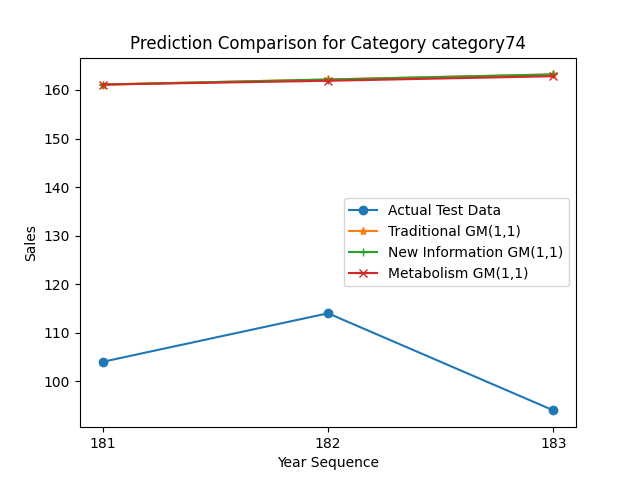 Prediction Comparison for Category category74
160
150
140
130
120
110
100
Sales
Actual Test Data
Traditional GM(1,1)
New Information GM(1,1)
Metabolism GM(1,1)
181
182
183
Year Sequence